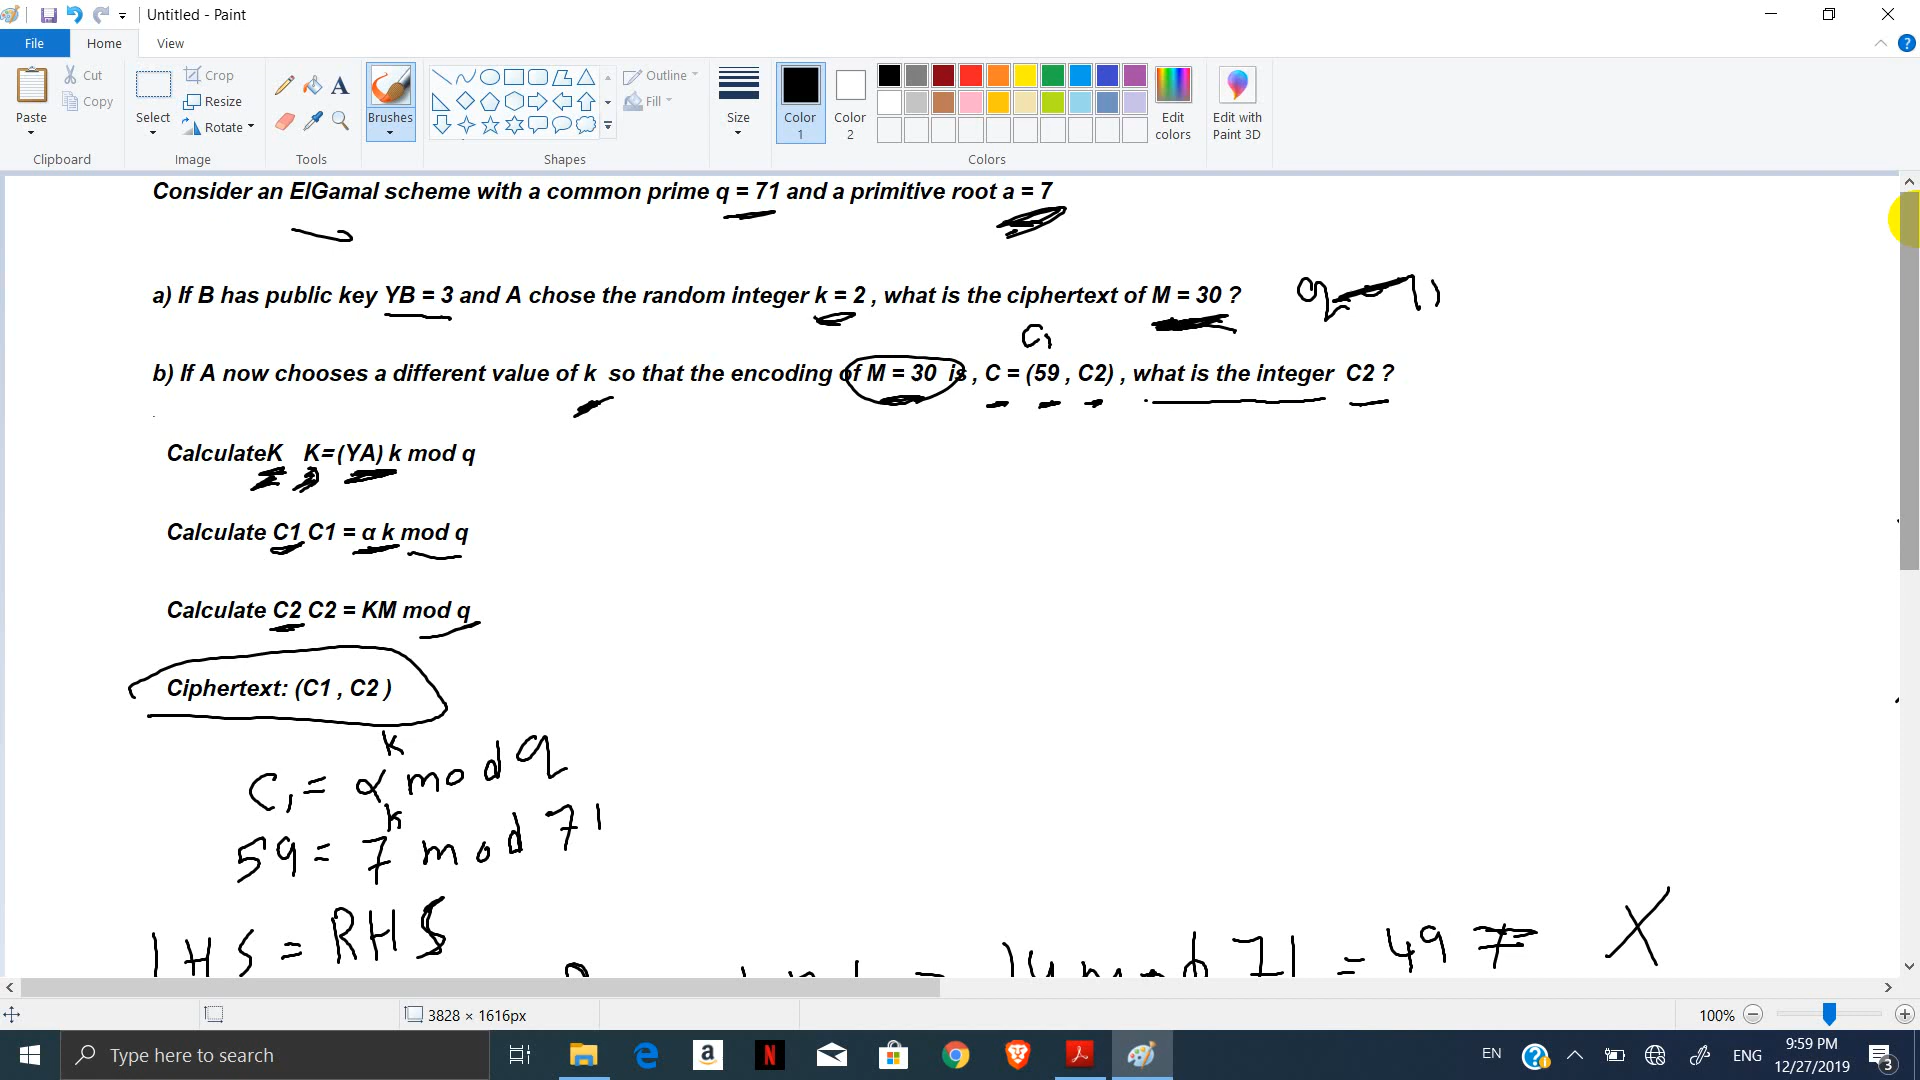 Untitled - Paint
File Home View
Paste Cut Copy Clipboard
Select Crop Resize Rotate Image
Tools
Brushes
Shapes Outline Fill
Size
Color 1 Color 2 Edit colors Colors
Edit with Paint 3D
Consider an ElGamal scheme with a common prime q = 71 and a primitive root a = 7
a) If B has public key YB = 3 and A chose the random integer k = 2 , what is the ciphertext of M = 30 ?
C1
b) If A now chooses a different value of k so that the encoding of M = 30 is , C = (59 , C2) , what is the integer C2 ?
CalculateK K=(YA) k mod q
Calculate C1 C1 = α k mod q
Calculate C2 C2 = KM mod q
Ciphertext: (C1 , C2 )
k
C1 = α mod q
k
59 = 7 mod 71
LHS = RHS
71 = 49 X
3828 × 1616px 100%
Type here to search EN ENG 9:59 PM
12/27/2019 3